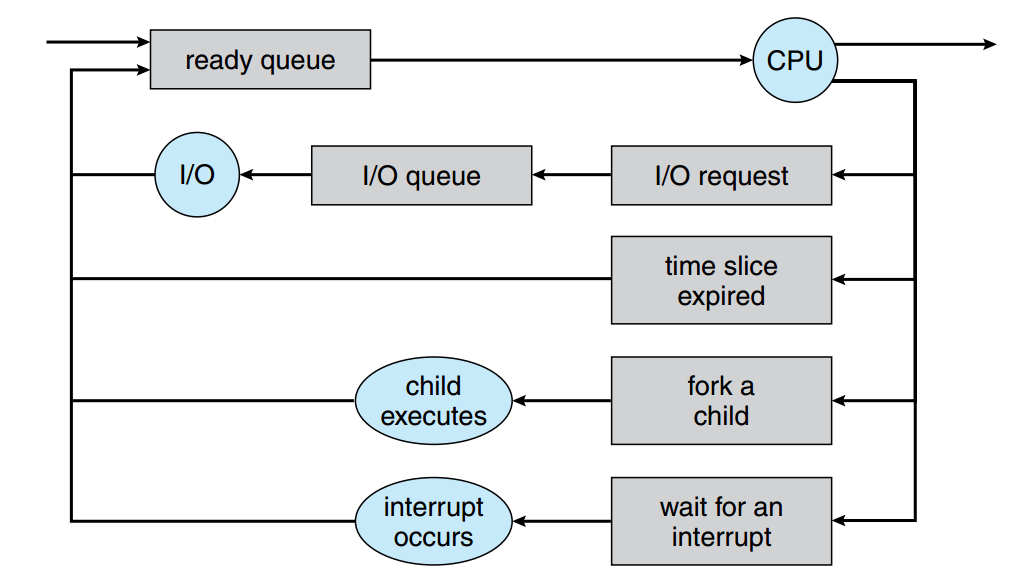 ready queue
CPU
I/O
I/O queue
I/O request
time slice
expired
child
executes
fork a
child
interrupt
occurs
wait for an
interrupt